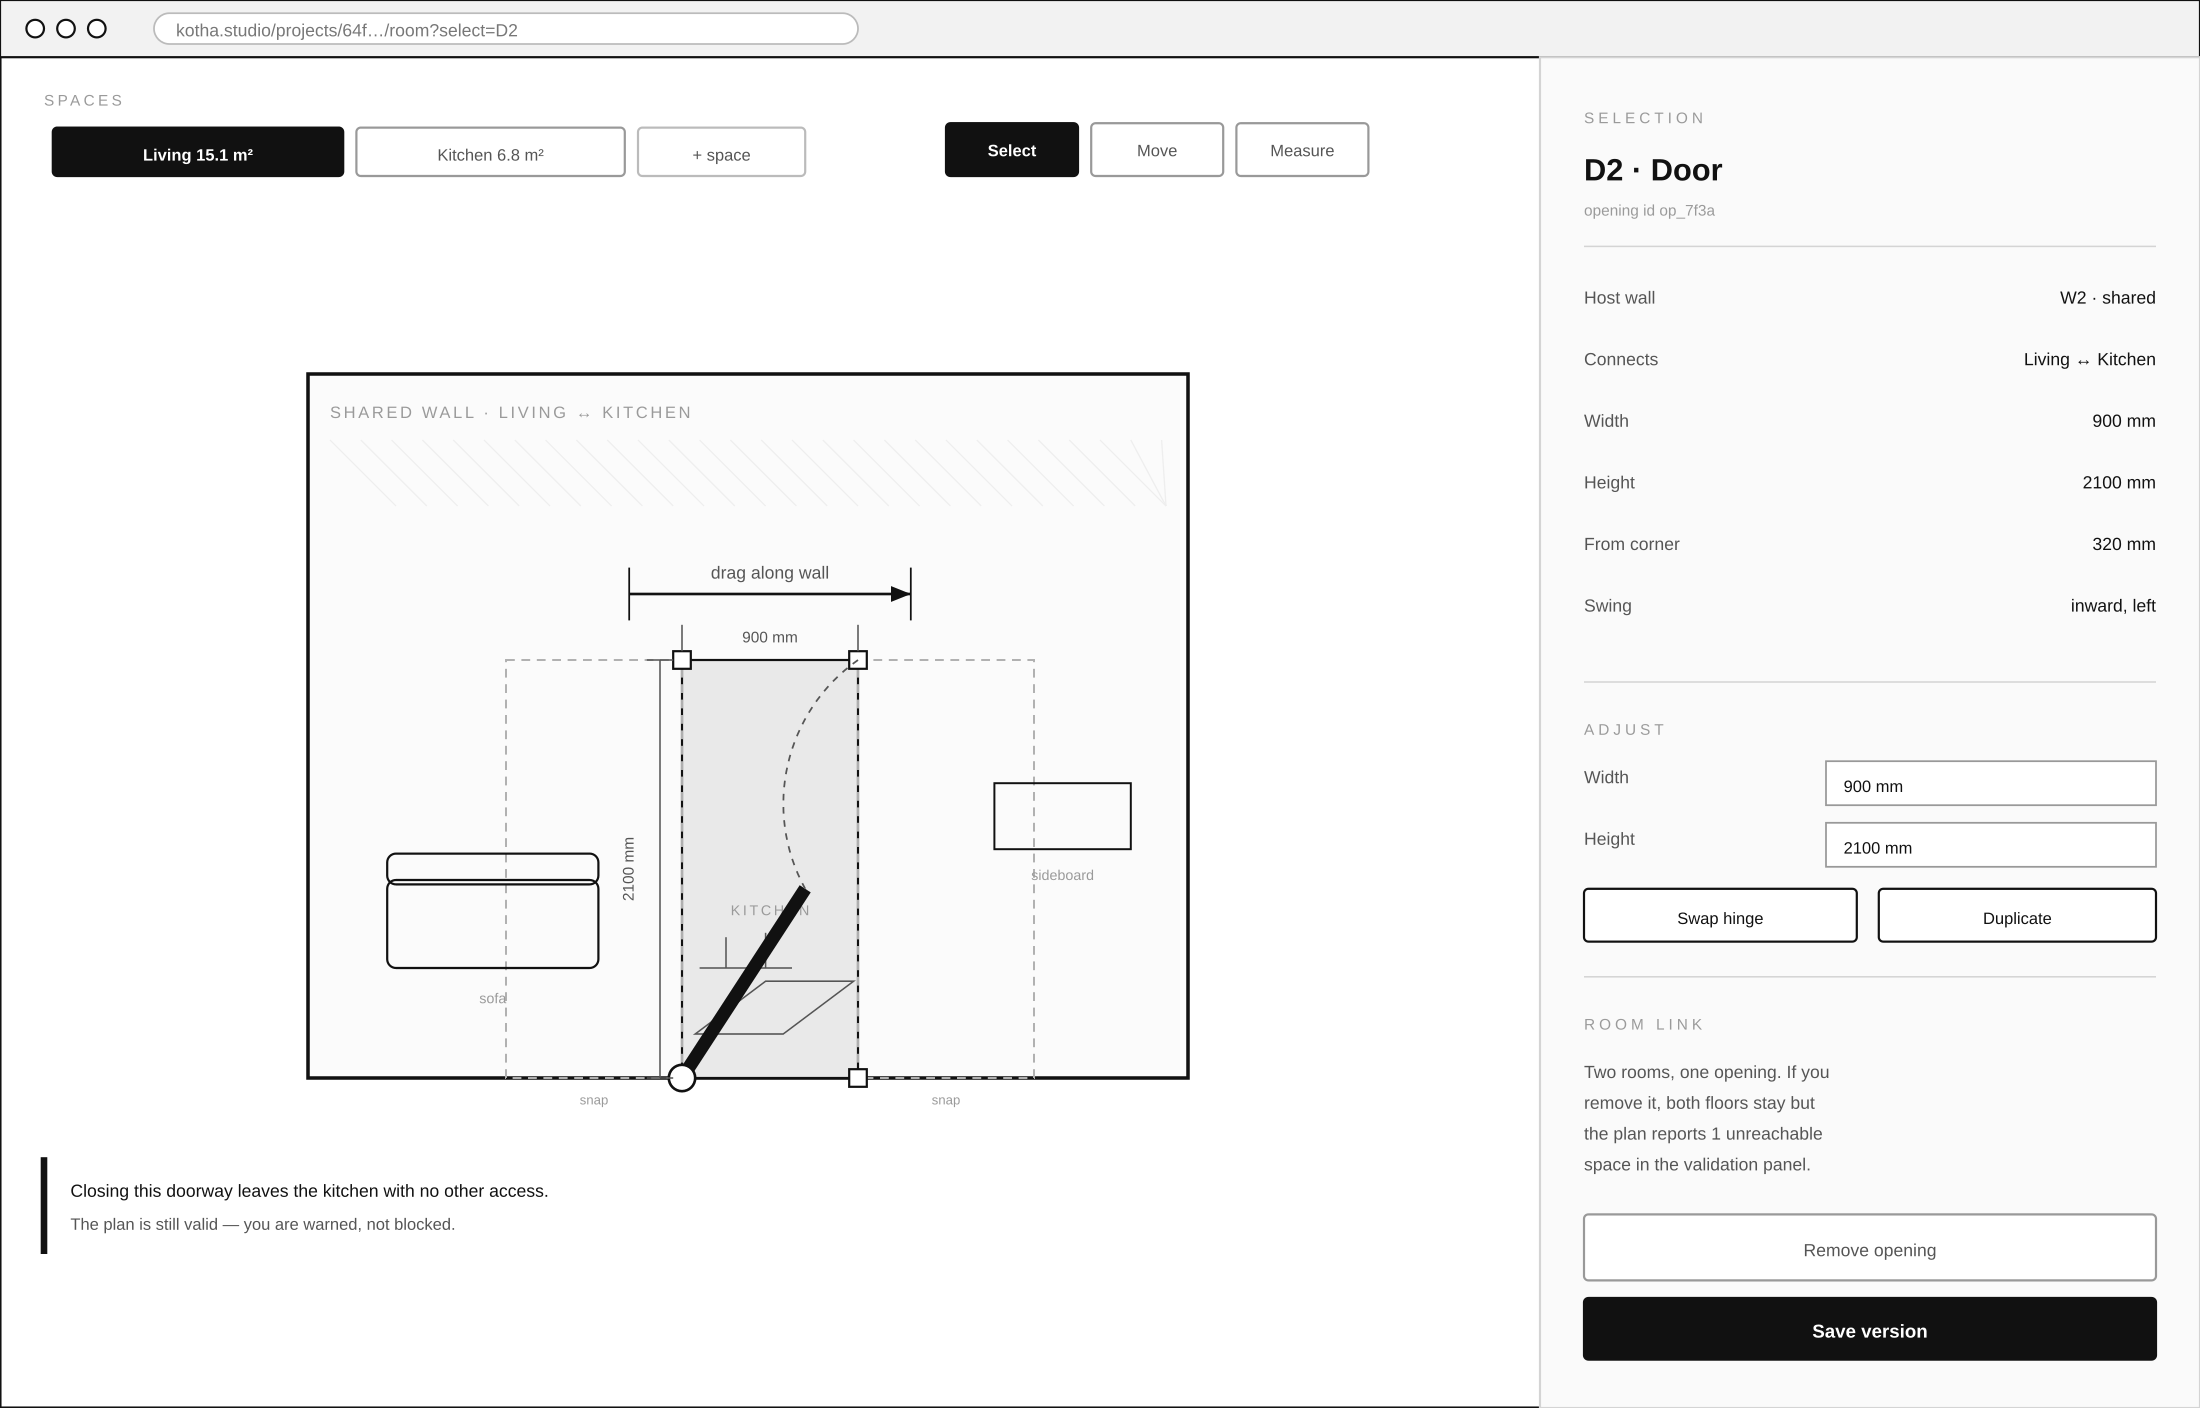 kotha.studio/projects/64f…/room?select=D2
SPACES
Living 15.1 m²
Kitchen 6.8 m²
+ space
Select
Move
Measure
SHARED WALL · LIVING ↔ KITCHEN
drag along wall
900 mm
2100 mm
KITCHEN
sofa
sideboard
snap
snap
Closing this doorway leaves the kitchen with no other access.
The plan is still valid — you are warned, not blocked.
SELECTION
D2 · Door
opening id op_7f3a
Host wall
W2 · shared
Connects
Living ↔ Kitchen
Width
900 mm
Height
2100 mm
From corner
320 mm
Swing
inward, left
ADJUST
Width
900 mm
Height
2100 mm
Swap hinge
Duplicate
ROOM LINK
Two rooms, one opening. If you
remove it, both floors stay but
the plan reports 1 unreachable
space in the validation panel.
Remove opening
Save version